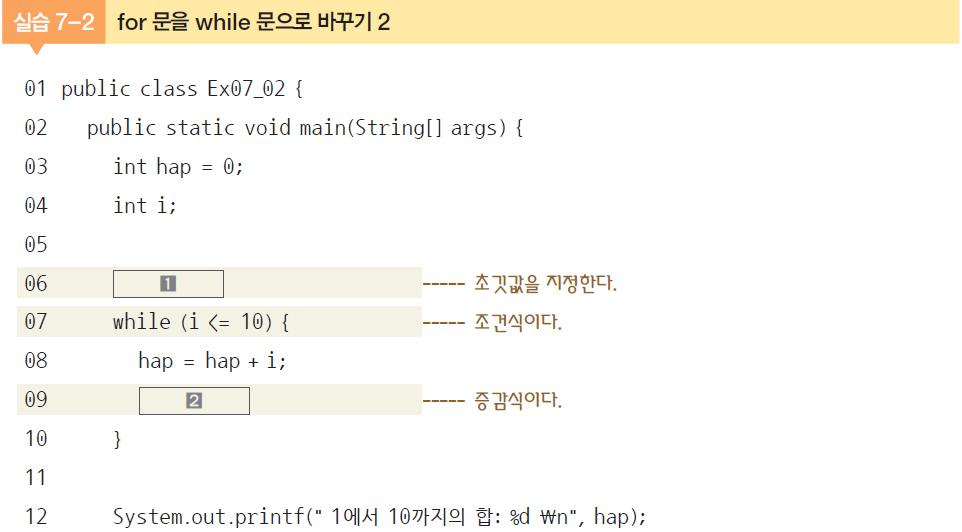 실습 7-2 for 문을 while 문으로 바꾸기 2
01 public class Ex07_02 {
02 public static void main(String[] args) {
03 int hap = 0;
04 int i;
05
06 1 ----- 초깃값을 지정한다.
07 while (i <= 10) { ----- 조건식이다.
08 hap = hap + i;
09 2 ----- 증감식이다.
10 }
11
12 System.out.printf(" 1에서 10까지의 합: %d ₩n", hap);